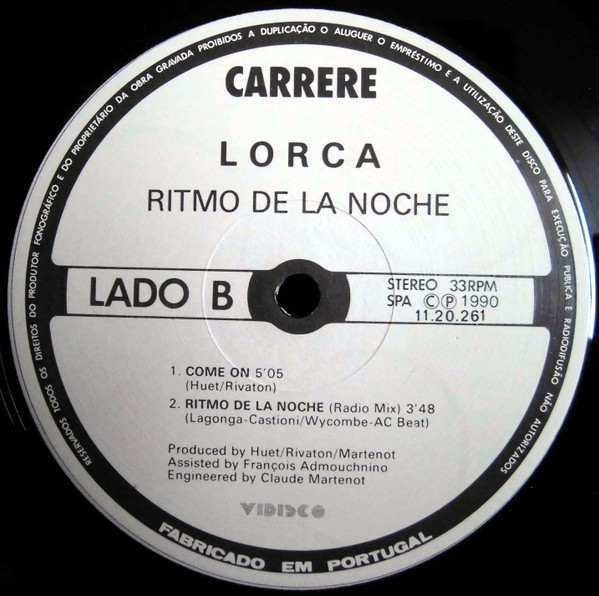 RESERVADOS TODOS OS DIREITOS DO PRODUTOR FONOGRÁFICO E DO PROPRIETÁRIO DA OBRA GRAVADA PROIBIDOS A DUPLICAÇÃO O ALUGUER O EMPRÉSTIMO E A UTILIZAÇÃO DESTE DISCO PARA EXECUÇÃO PUBLICA E RADIODIFUSÃO NÃO AUTORIZADOS
CARRERE
LORCA
RITMO DE LA NOCHE
LADO B
STEREO 33RPM
SPA Ⓒ Ⓟ 1990
11.20.261
1. COME ON 5'05
(Huet/Rivaton)
2. RITMO DE LA NOCHE (Radio Mix) 3'48
(Lagonga-Castioni/Wycombe-AC Beat)
Produced by Huet/Rivaton/Martenot
Assisted by François Admouchnino
Engineered by Claude Martenot
VIDISCO
FABRICADO EM PORTUGAL